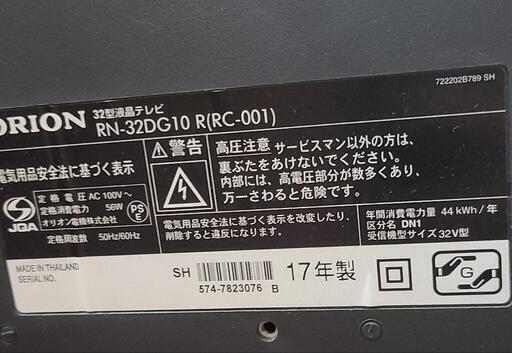 722202B789 SH
ORION
32型液晶テレビ
RN-32DG10 R(RC-001)
電気用品安全法に基づく表示
定格電圧 AC 100V~
定格消費電力 56W
オリオン電機株式会社
定格周波数 50Hz/60Hz
JQA
PS
E
警告
高圧注意 サービスマン以外の方は、
裏ぶたをあけないでください。
内部には、高電圧部分が数多くあり、
万一さわると危険です。
電気用品安全法に基づく表示を改変したり、
削除すると違反になります。
年間消費電力量 44 kWh/年
区分名 DN1
受信機型サイズ 32V型
MADE IN THAILAND
SERIAL NO.
SH
574-7823076 B
17年製
G